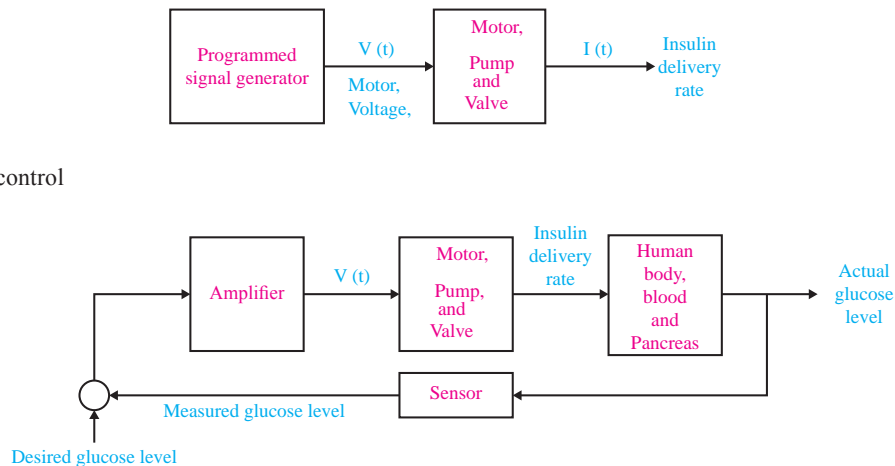 Programmed
signal generator
V (t)
Motor,
Voltage,
Motor,
Pump
and
Valve
I (t)
Insulin
delivery
rate
control
Amplifier
V (t)
Motor,
Pump,
and
Valve
Insulin
delivery
rate
Human
body,
blood
and
Pancreas
Actual
glucose
level
Sensor
Measured glucose level
Desired glucose level